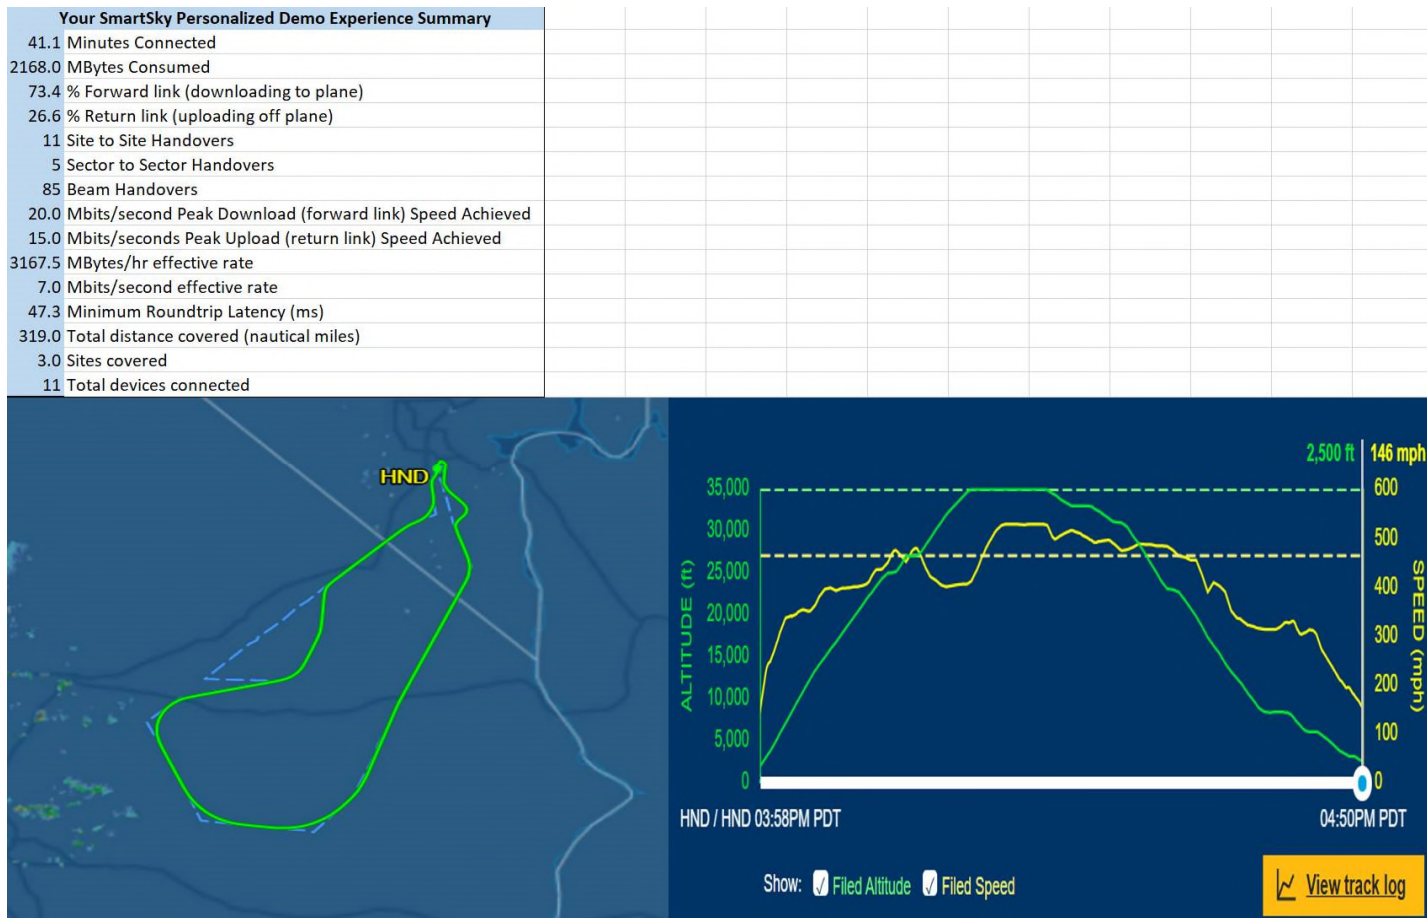 Your SmartSky Personalized Demo Experience Summary
41.1 Minutes Connected
2168.0 MBytes Consumed
73.4 % Forward link (downloading to plane)
26.6 % Return link (uploading off plane)
11 Site to Site Handovers
5 Sector to Sector Handovers
85 Beam Handovers
20.0 Mbits/second Peak Download (forward link) Speed Achieved
15.0 Mbits/seconds Peak Upload (return link) Speed Achieved
3167.5 MBytes/hr effective rate
7.0 Mbits/second effective rate
47.3 Minimum Roundtrip Latency (ms)
319.0 Total distance covered (nautical miles)
3.0 Sites covered
11 Total devices connected
HND
2,500 ft 146 mph
35,000 600
30,000 500
25,000 400
20,000 300
15,000 200
10,000 100
5,000
0 0
ALTITUDE (ft)
SPEED (mph)
HND / HND 03:58PM PDT 04:50PM PDT
Show: Filed Altitude Filed Speed
View track log